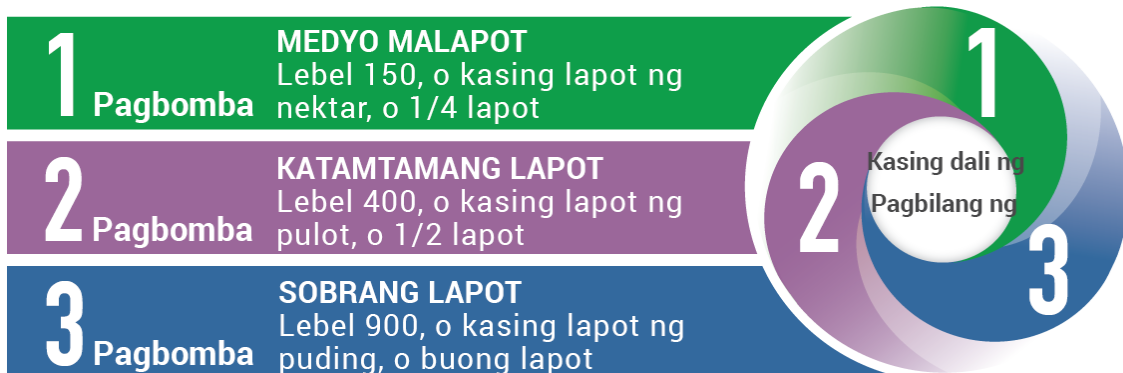 1 Pagbomba
MEDYO MALAPOT
Lebel 150, o kasing lapot ng
nektar, o 1/4 lapot
2 Pagbomba
KATAMTAMANG LAPOT
Lebel 400, o kasing lapot ng
pulot, o 1/2 lapot
3 Pagbomba
SOBRANG LAPOT
Lebel 900, o kasing lapot ng
puding, o buong lapot
1
Kasing dali ng
Pagbilang ng
2
3